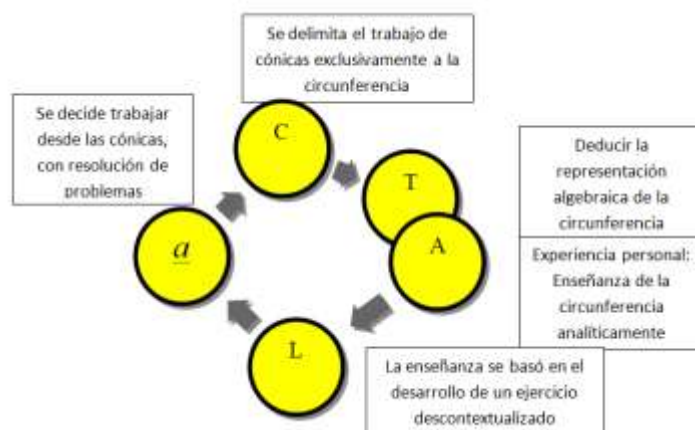 Se delimita el trabajo de
cónicas exclusivamente a la
circunferencia
Se decide trabajar
desde las cónicas,
con resolución de
problemas
C
T
A
L
a
Deducir la
representación
algebraica de la
circunferencia
Experiencia personal:
Enseñanza de la
circunferencia
analíticamente
La enseñanza se basó en el
desarrollo de un ejercicio
descontextualizado